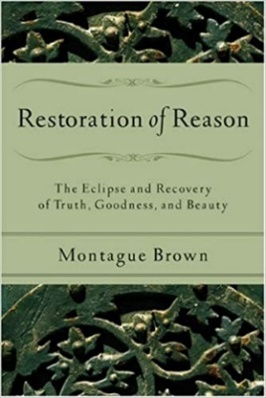 Restoration of Reason
The Eclipse and Recovery
of Truth, Goodness, and Beauty
Montague Brown